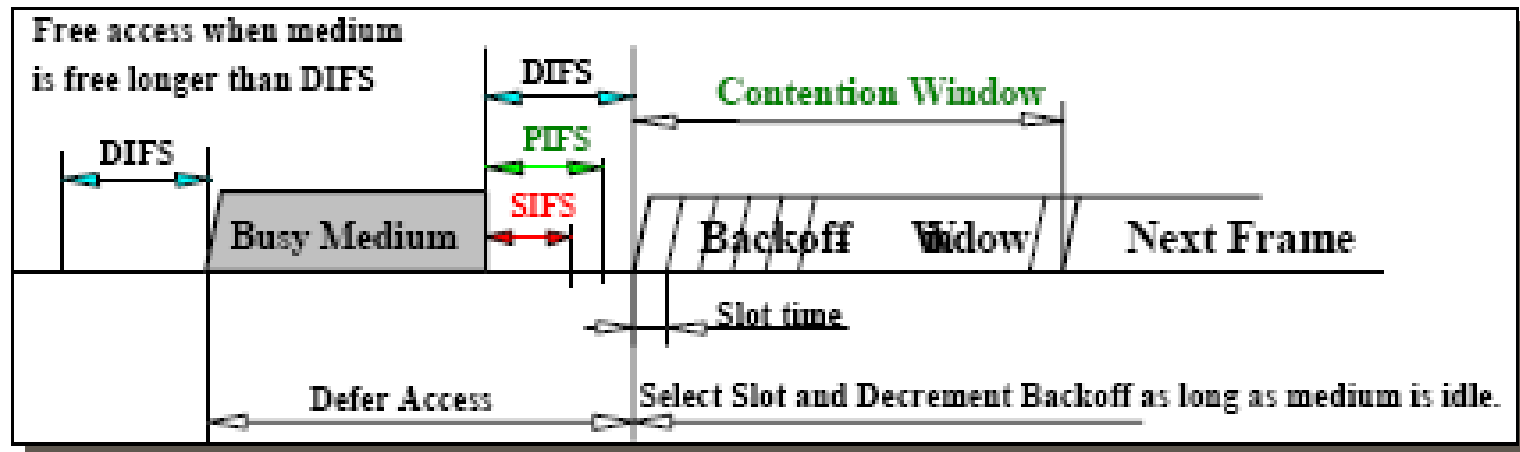 Free access when medium
is free longer than DIFS
DIFS
DIFS
Contention Window
PIFS
SIFS
Busy Medium
Backoff
Window
Next Frame
Slot time
Defer Access
Select Slot and Decrement Backoff as long as medium is idle.